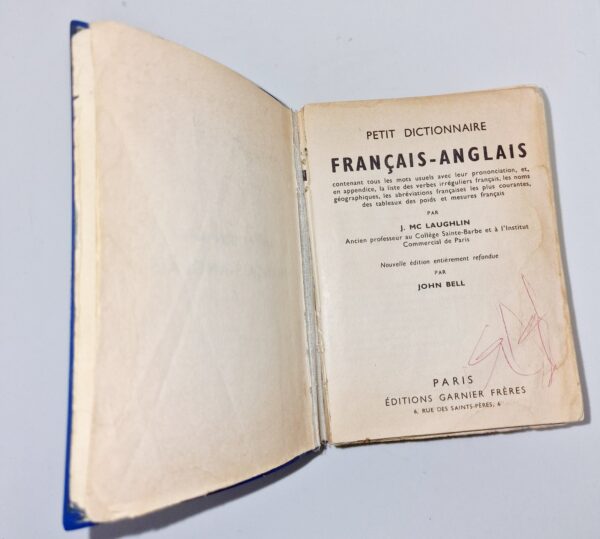 PETIT DICTIONNAIRE
FRANÇAIS-ANGLAIS
contenant tous les mots usuels avec leur prononciation, et,
en appendice, la liste des verbes irréguliers français, les noms
géographiques, les abréviations françaises les plus courantes,
des tableaux des poids et mesures français
PAR
J. MC LAUGHLIN
Ancien professeur au Collège Sainte-Barbe et à l'Institut
Commercial de Paris
Nouvelle édition entièrement refondue
PAR
JOHN BELL
PARIS
ÉDITIONS GARNIER FRÈRES
6, RUE DES SAINTS-PÈRES, 6